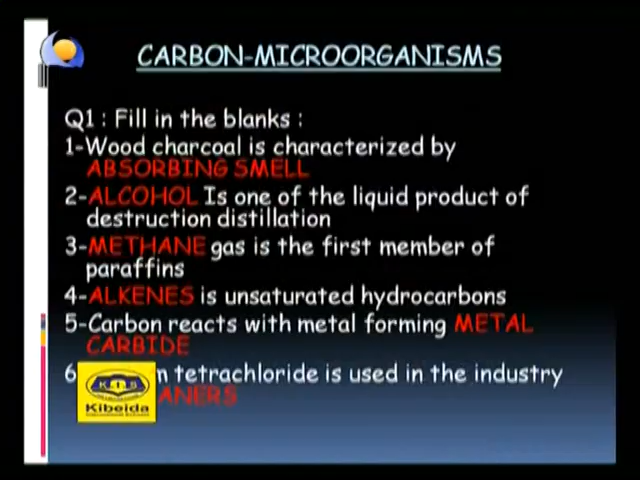 CARBON-MICROORGANISMS
Q1 : Fill in the blanks :
1-Wood charcoal is characterized by
ABSORBING SMELL
2-ALCOHOL Is one of the liquid product of
destruction distillation
3-METHANE gas is the first member of
paraffins
4-ALKENES is unsaturated hydrocarbons
5-Carbon reacts with metal forming METAL
CARBIDE
6 tetrachloride is used in the industry
KIS
Kibeida